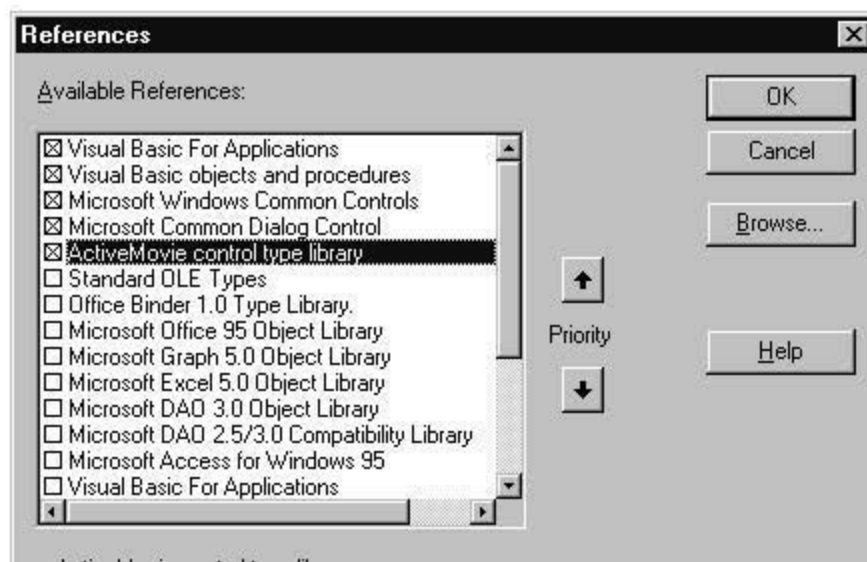 References
Available References:
Visual Basic For Applications
Visual Basic objects and procedures
Microsoft Windows Common Controls
Microsoft Common Dialog Control
ActiveMovie control type library
Standard OLE Types
Office Binder 1.0 Type Library.
Microsoft Office 95 Object Library
Microsoft Graph 5.0 Object Library
Microsoft Excel 5.0 Object Library
Microsoft DAO 3.0 Object Library
Microsoft DAO 2.5/3.0 Compatibility Library
Microsoft Access for Windows 95
Visual Basic For Applications
Priority
OK
Cancel
Browse...
Help